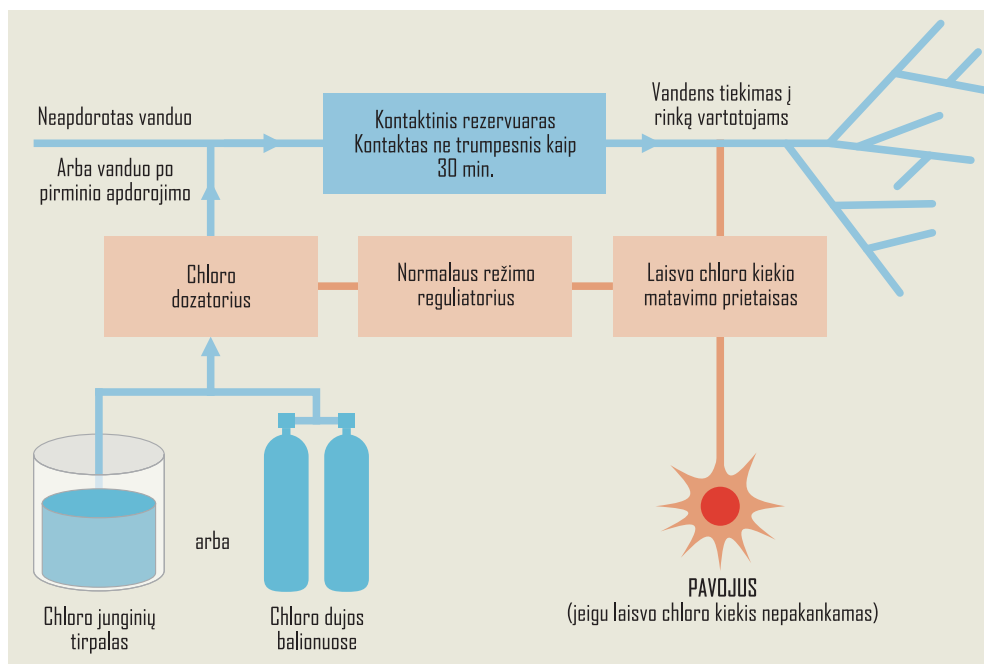 Neapdorotas vanduo
Arba vanduo po
pirminio apdorojimo
Kontaktinis rezervuaras
Kontaktas ne trumpesnis kaip
30 min.
Vandens tiekimas į
rinką vartotojams
Chloro
dozatorius
Normalaus režimo
reguliatorius
Laisvo chloro kiekio
matavimo prietaisas
arba
Chloro junginių
tirpalas
Chloro dujos
balionuose
PAVOJUS
(jeigu laisvo chloro kiekis nepakankamas)